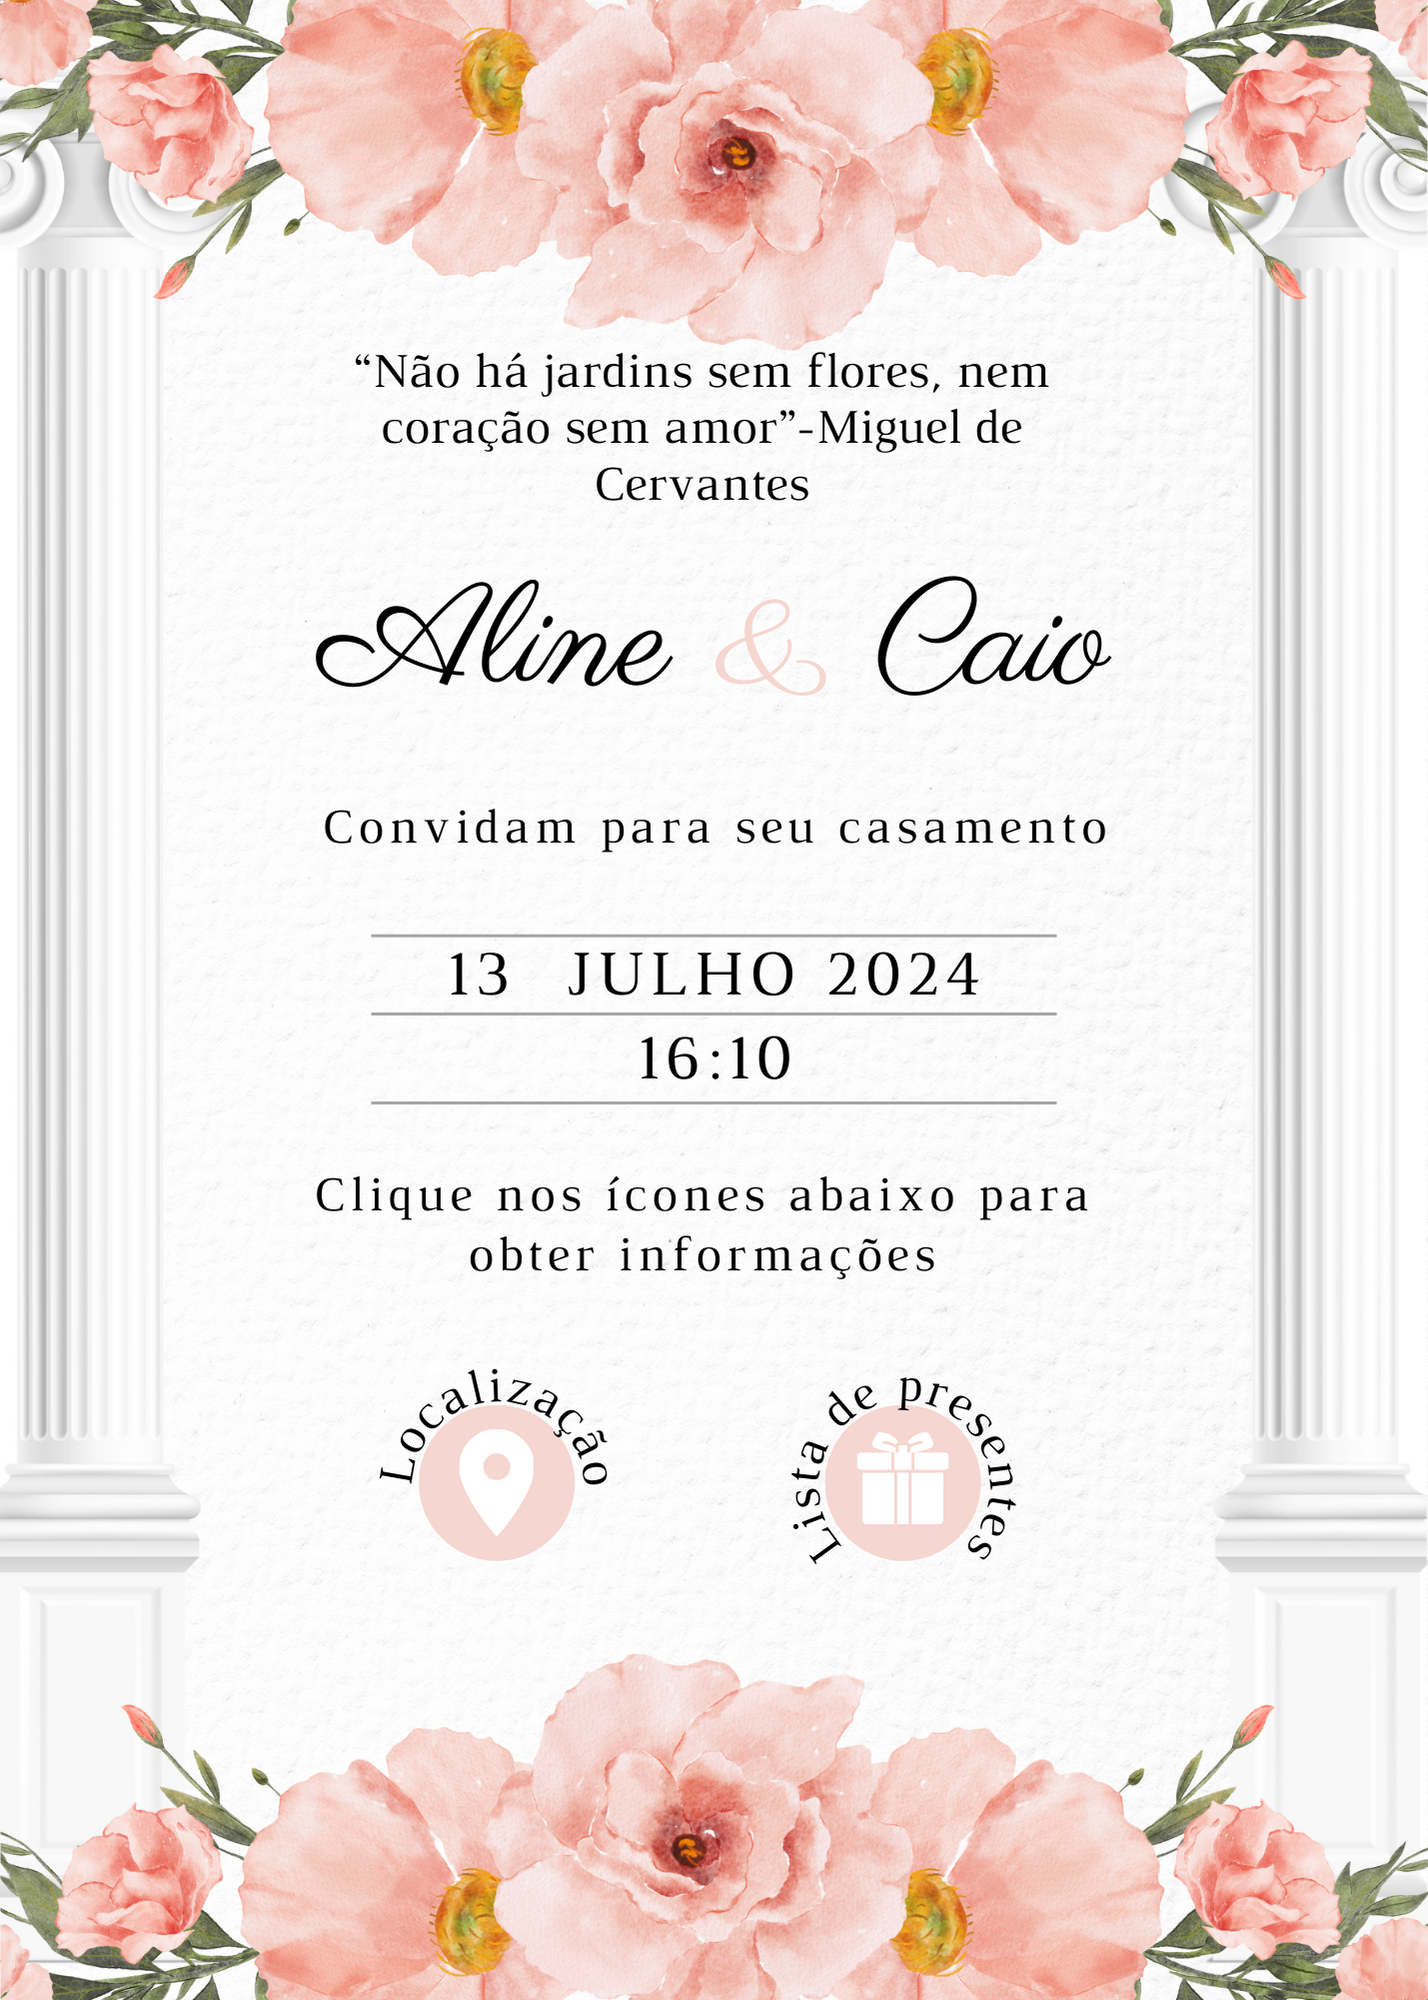 “Não há jardins sem flores, nem
coração sem amor”-Miguel de
Cervantes
Aline & Caio
Convidam para seu casamento
13 JULHO 2024
16:10
Clique nos ícones abaixo para
obter informações
Localização
Lista de presentes